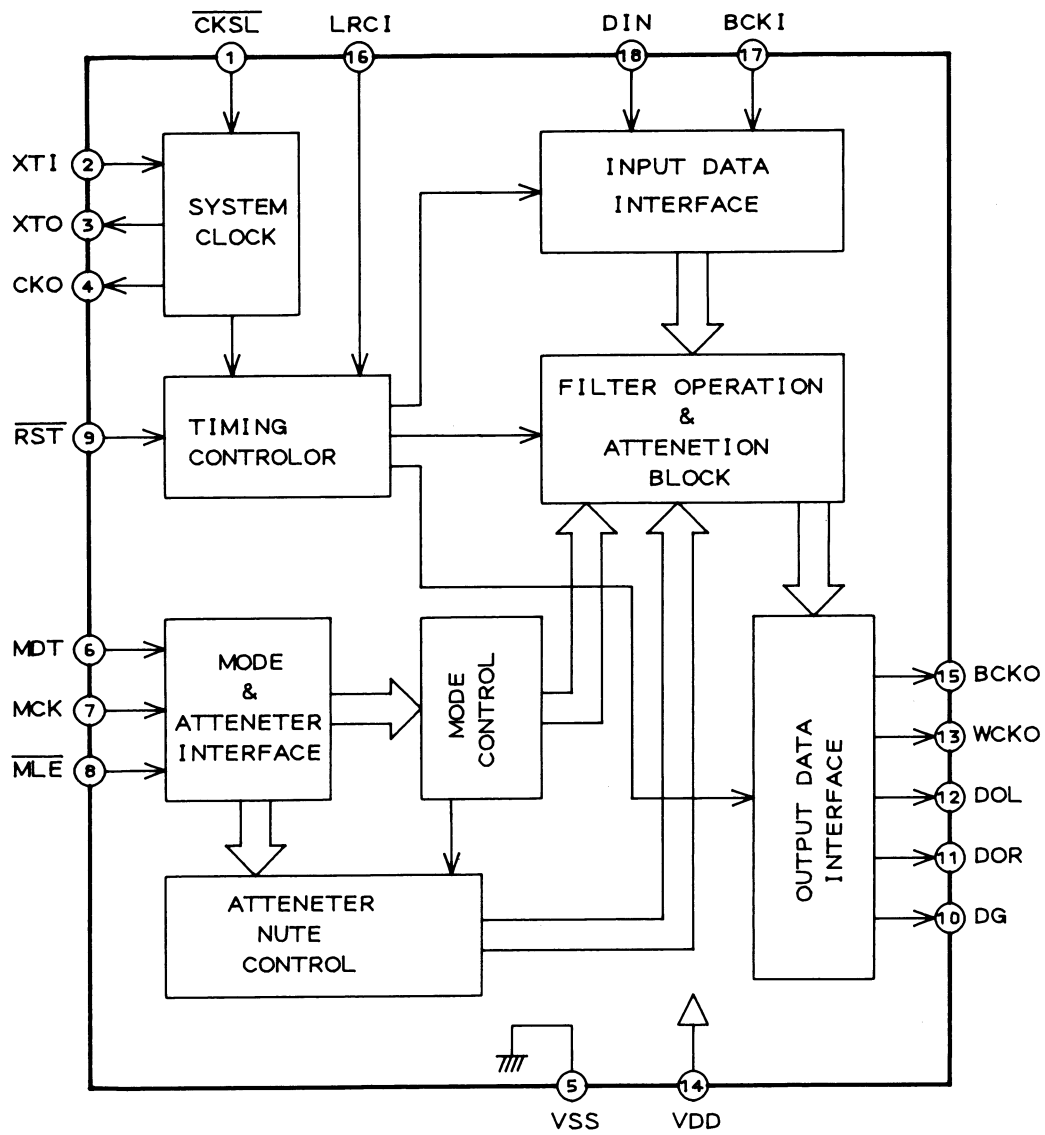 CKSL LRCI DIN BCKI
1 16 18 17
XTI 2
XTO 3
CKO 4
SYSTEM
CLOCK
INPUT DATA
INTERFACE
RST 9
TIMING
CONTROLOR
FILTER OPERATION
&
ATTENETION
BLOCK
MDT 6
MCK 7
MLE 8
MODE
&
ATTENETER
INTERFACE
MODE
CONTROL
OUTPUT DATA
INTERFACE
15 BCKO
13 WCKO
12 DOL
11 DOR
10 DG
ATTENETER
NUTE
CONTROL
5 14
VSS VDD